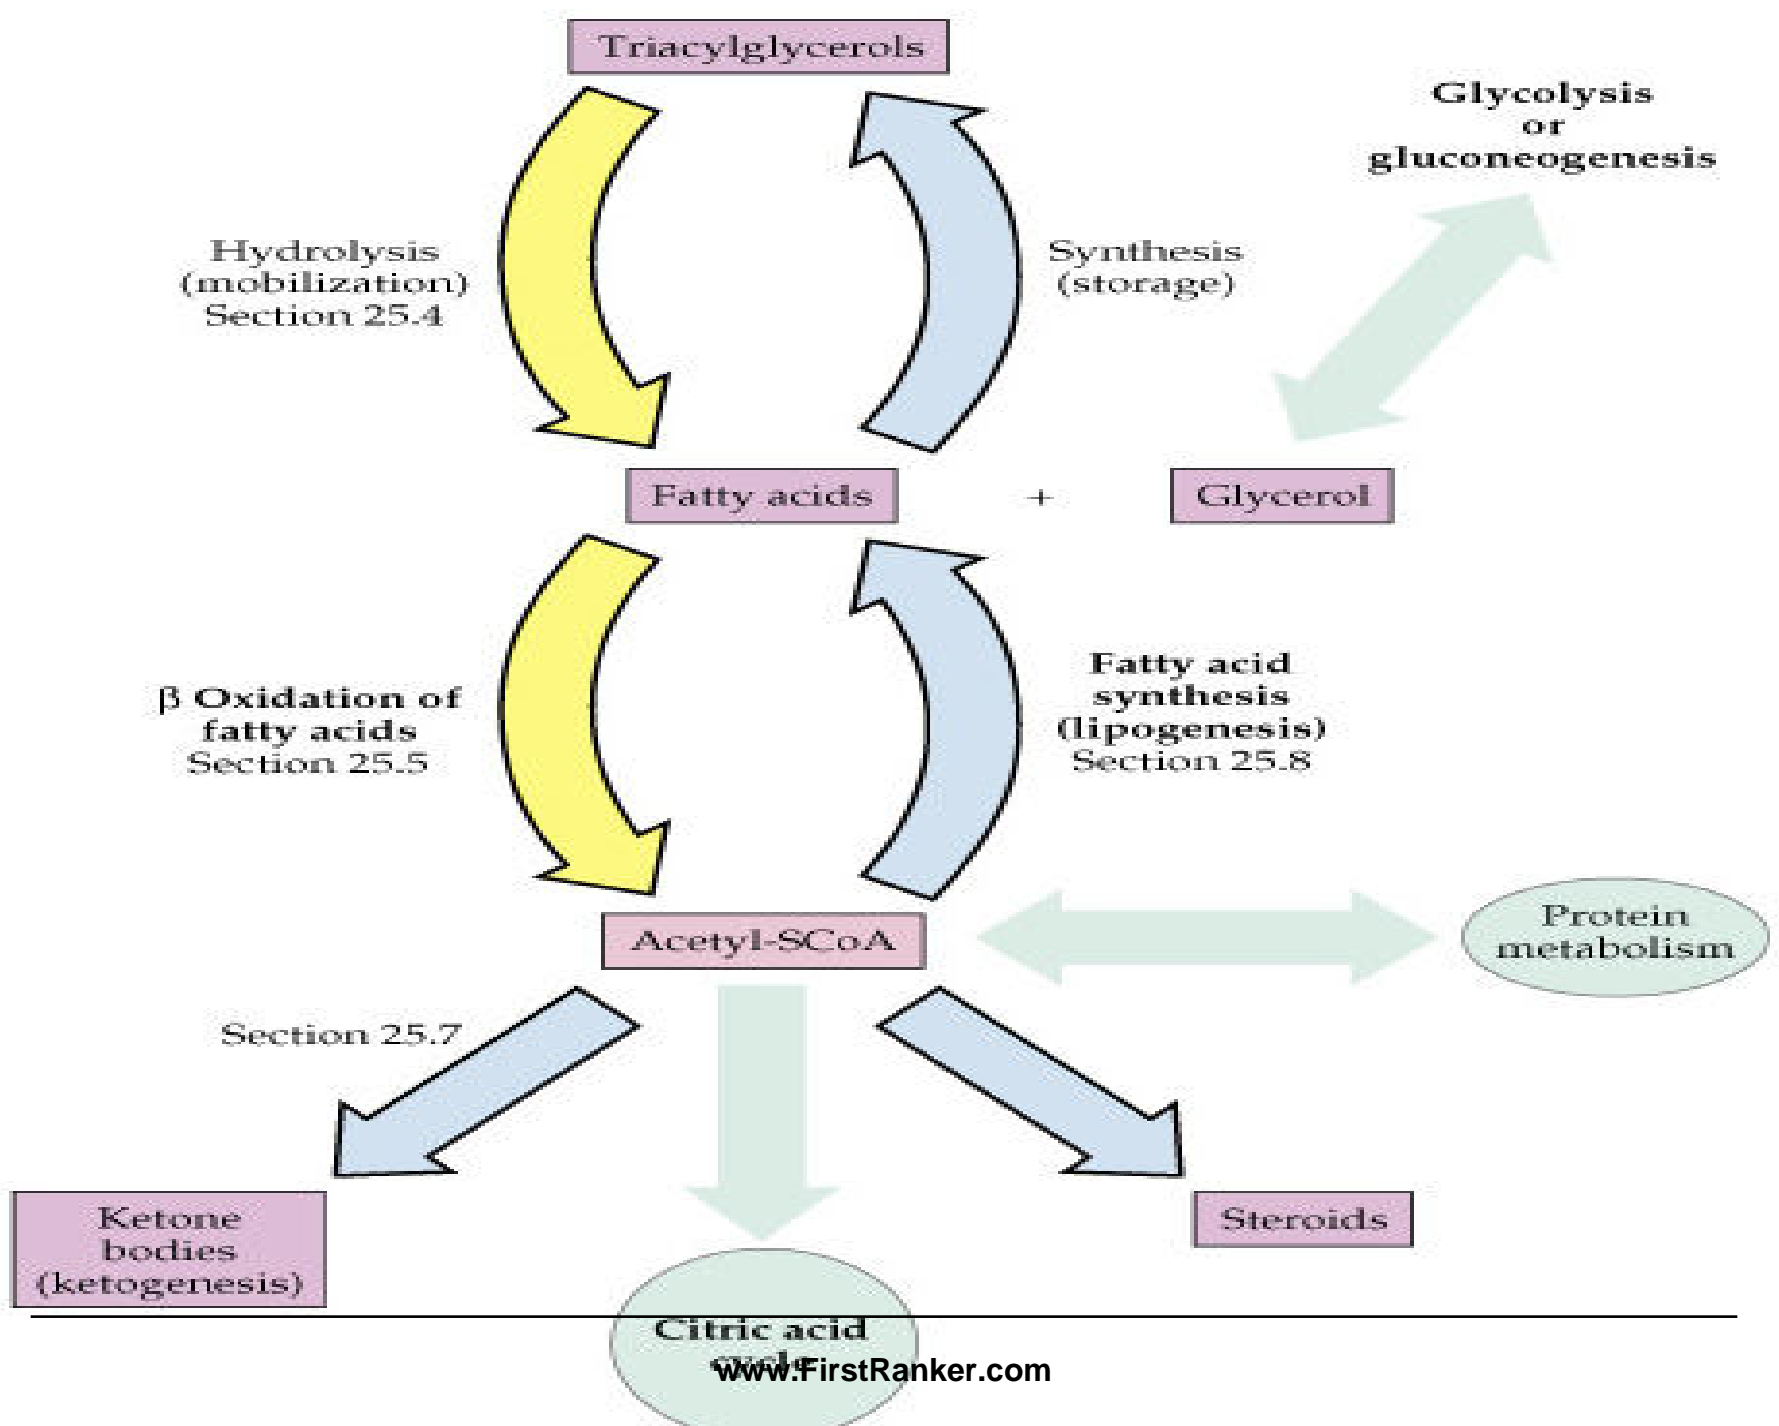 Triacylglycerols
Glycolysis
or
gluconeogenesis
Hydrolysis
(mobilization)
Section 25.4
Synthesis
(storage)
Fatty acids
+
Glycerol
β Oxidation of
fatty acids
Section 25.5
Fatty acid
synthesis
(lipogenesis)
Section 25.8
Acetyl-SCoA
Protein
metabolism
Section 25.7
Ketone
bodies
(ketogenesis)
Steroids
Citric acid
cycle
www.FirstRanker.com